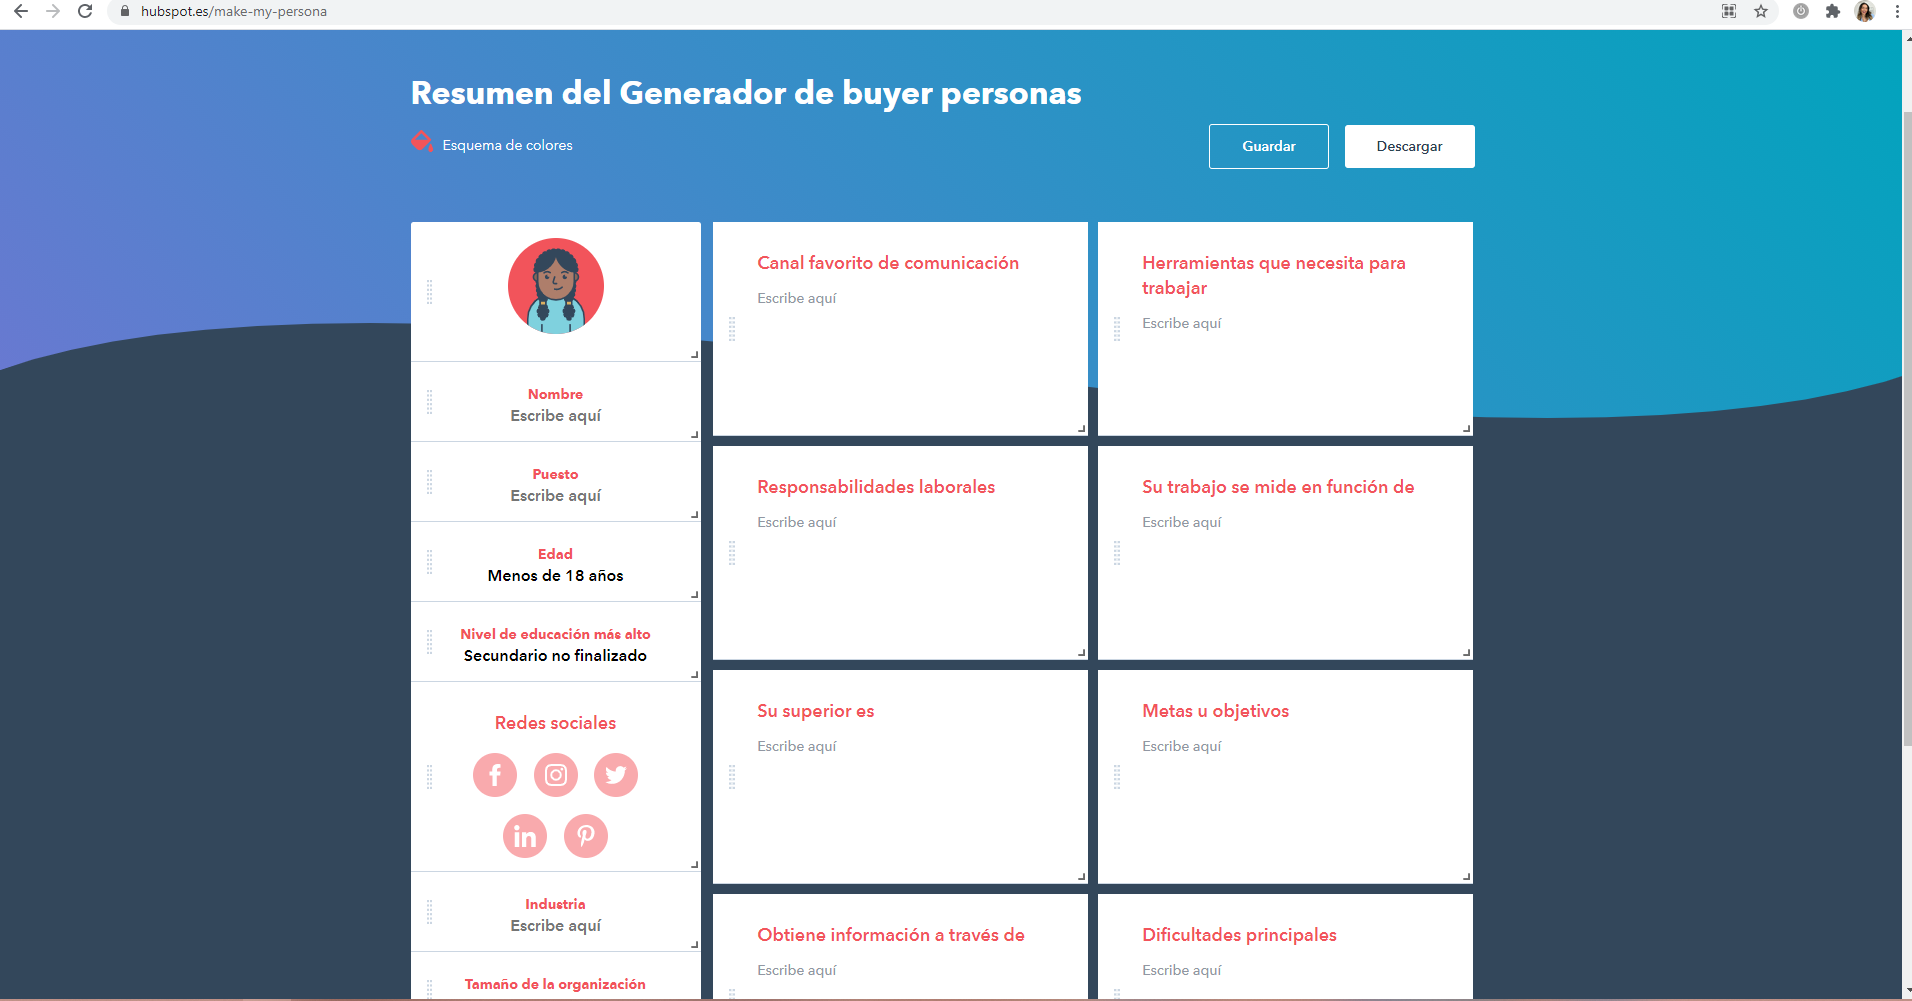 hubspot.es/make-my-persona
Resumen del Generador de buyer personas
Esquema de colores
Guardar
Descargar
Nombre
Escribe aquí
Puesto
Escribe aquí
Edad
Menos de 18 años
Nivel de educación más alto
Secundario no finalizado
Redes sociales
f
in
Industria
Escribe aquí
Tamaño de la organización
Canal favorito de comunicación
Escribe aquí
Herramientas que necesita para
trabajar
Escribe aquí
Responsabilidades laborales
Escribe aquí
Su trabajo se mide en función de
Escribe aquí
Su superior es
Escribe aquí
Metas u objetivos
Escribe aquí
Obtiene información a través de
Escribe aquí
Dificultades principales
Escribe aquí